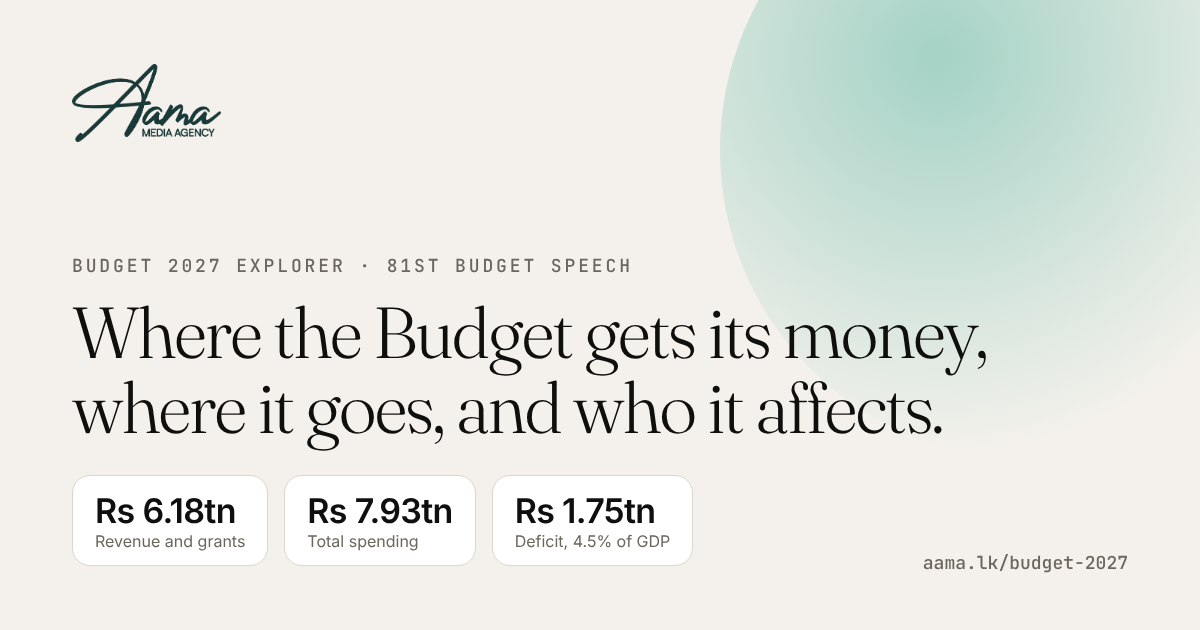 Aama
MEDIA AGENCY
BUDGET 2027 EXPLORER · 81ST BUDGET SPEECH
Where the Budget gets its money,
where it goes, and who it affects.
Rs 6.18tn
Revenue and grants
Rs 7.93tn
Total spending
Rs 1.75tn
Deficit, 4.5% of GDP
aama.lk/budget-2027